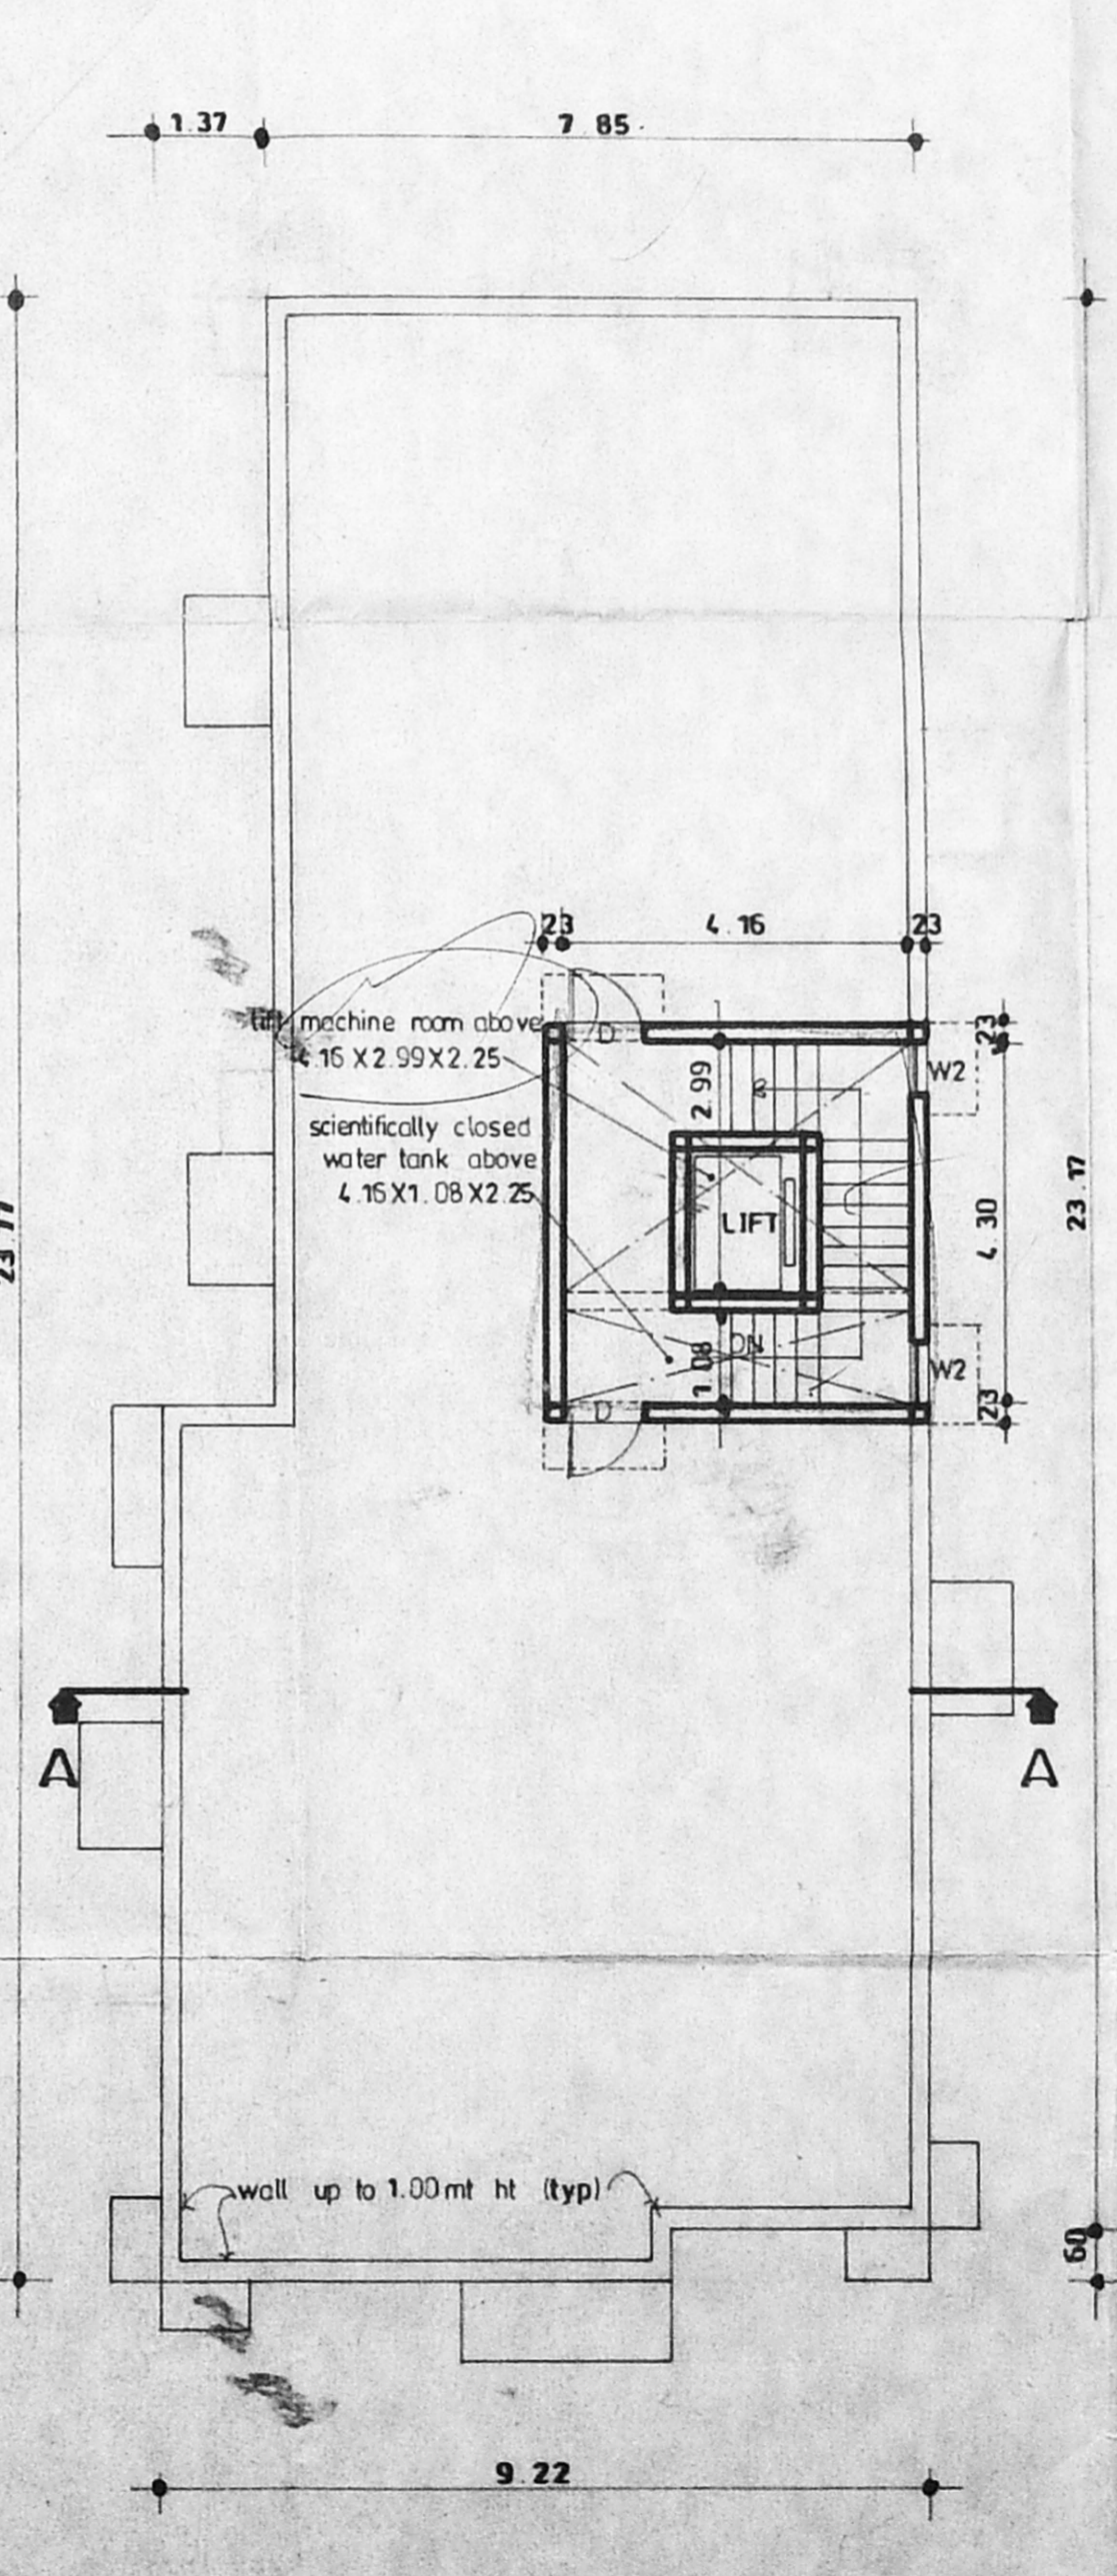 1.37
7.85
23
4.16
23
lift machine room above
4.16 X 2.99 X 2.25
D
23
W2
2.99
scientifically closed
water tank above
4.16 X 1.08 X 2.25
LIFT
4.30
23.17
23.17
DN
1.08
W2
D
23
A
A
wall up to 1.00 mt ht (typ)
60
9.22